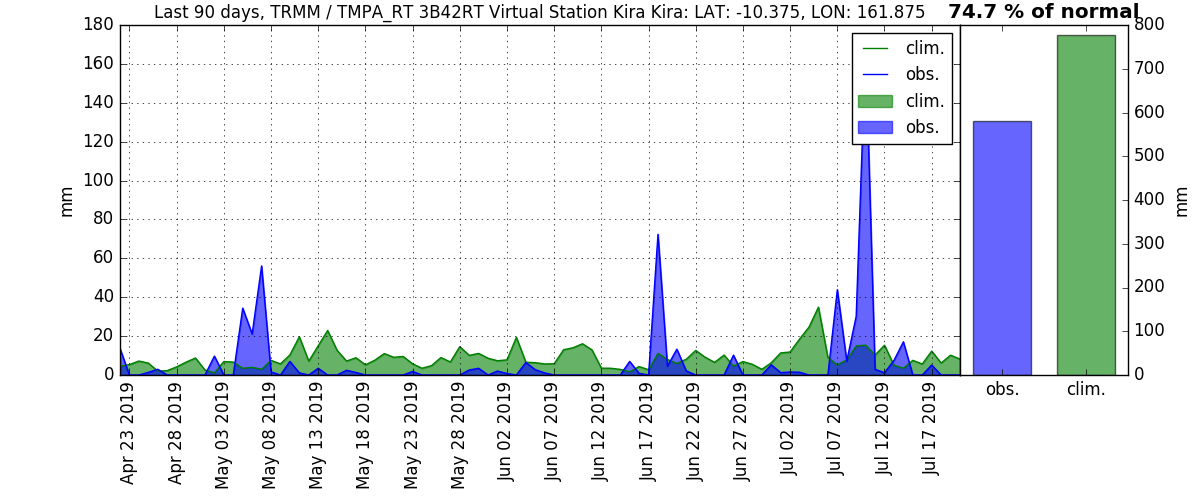 Last 90 days, TRMM / TMPA_RT 3B42RT Virtual Station Kira Kira: LAT: -10.375, LON: 161.875
74.7 % of normal
180
160
140
120
100
80
60
40
20
0
mm
clim.
obs.
clim.
obs.
800
700
600
500
400
300
200
100
0
mm
Apr 23 2019
Apr 28 2019
May 03 2019
May 08 2019
May 13 2019
May 18 2019
May 23 2019
May 28 2019
Jun 02 2019
Jun 07 2019
Jun 12 2019
Jun 17 2019
Jun 22 2019
Jun 27 2019
Jul 02 2019
Jul 07 2019
Jul 12 2019
Jul 17 2019
obs.
clim.